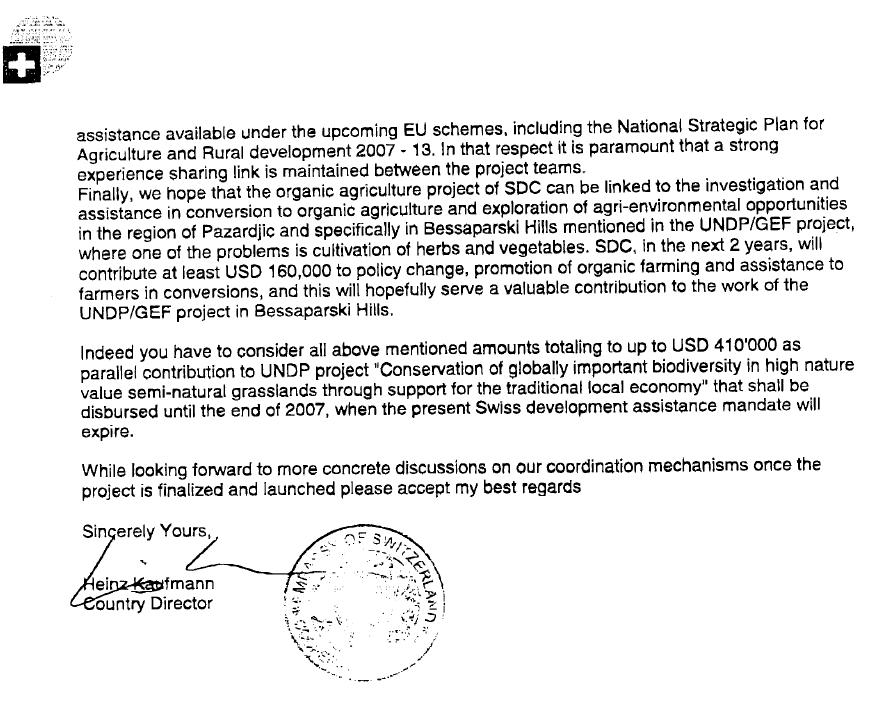 assistance available under the upcoming EU schemes, including the National Strategic Plan for
Agriculture and Rural development 2007 - 13. In that respect it is paramount that a strong
experience sharing link is maintained between the project teams.
Finally, we hope that the organic agriculture project of SDC can be linked to the investigation and
assistance in conversion to organic agriculture and exploration of agri-environmental opportunities
in the region of Pazardjic and specifically in Bessaparski Hills mentioned in the UNDP/GEF project,
where one of the problems is cultivation of herbs and vegetables. SDC, in the next 2 years, will
contribute at least USD 160,000 to policy change, promotion of organic farming and assistance to
farmers in conversions, and this will hopefully serve a valuable contribution to the work of the
UNDP/GEF project in Bessaparski Hills.
Indeed you have to consider all above mentioned amounts totaling to up to USD 410'000 as
parallel contribution to UNDP project "Conservation of globally important biodiversity in high nature
value semi-natural grasslands through support for the traditional local economy" that shall be
disbursed until the end of 2007, when the present Swiss development assistance mandate will
expire.
While looking forward to more concrete discussions on our coordination mechanisms once the
project is finalized and launched please accept my best regards
Sincerely Yours,
Heinz Kaufmann
Country Director
EMBASSY OF SWITZERLAND